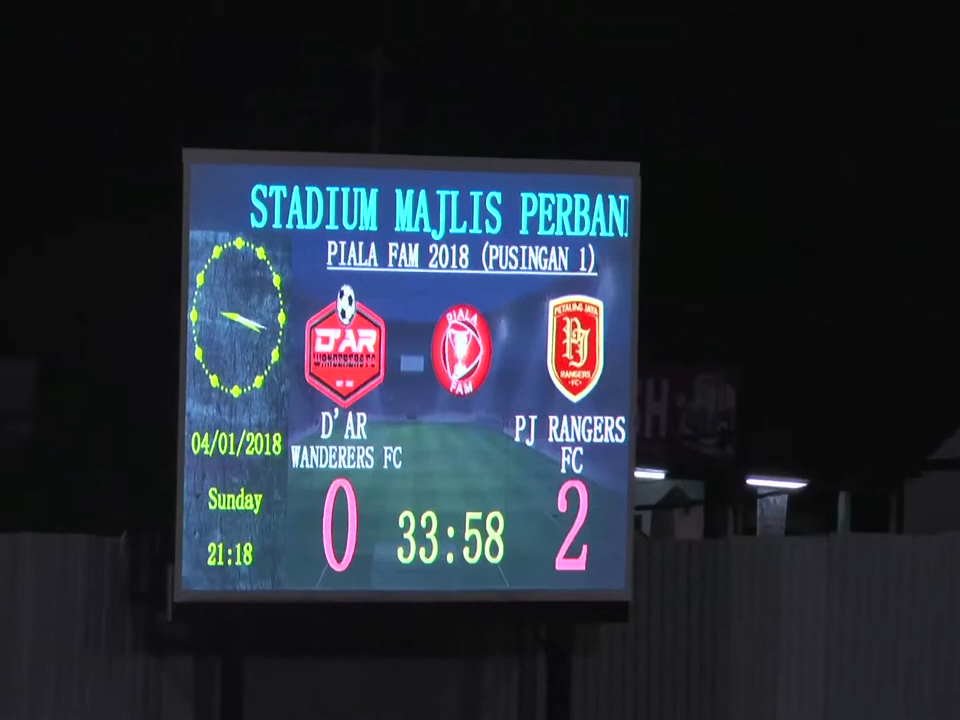 STADIUM MAJLIS PERBAN
PIALA FAM 2018 (PUSINGAN 1)
D'AR
WANDERERS FC
PIALA
FAM
PETALING JAYA
PJ
RANGERS
FC
04/01/2018
Sunday
21:18
D'AR
WANDERERS FC
0
33:58
PJ RANGERS
FC
2